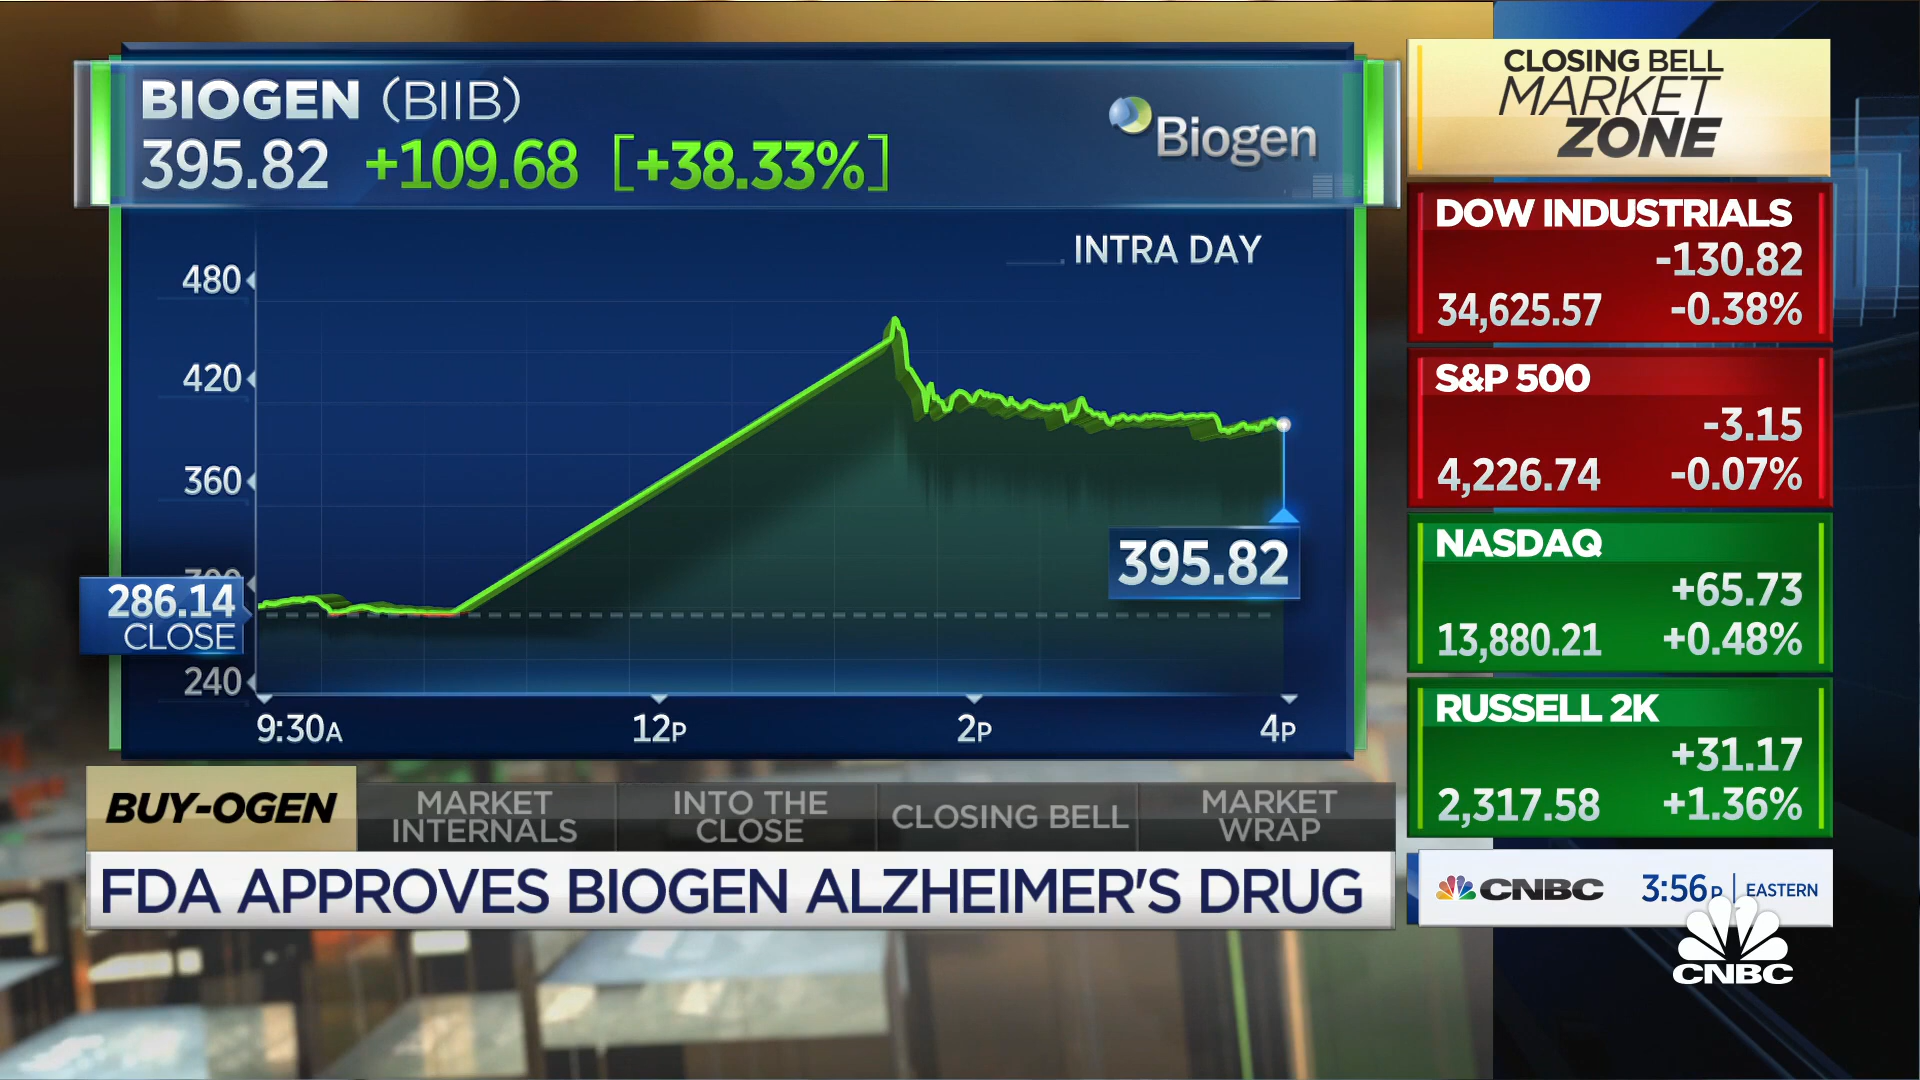 BIOGEN (BIIB)
395.82 +109.68 [+38.33%]
Biogen
INTRA DAY
480
420
360
300
286.14
CLOSE
240
395.82
9:30A 12P 2P 4P
CLOSING BELL
MARKET
ZONE
DOW INDUSTRIALS
-130.82
34,625.57 -0.38%
S&P 500
-3.15
4,226.74 -0.07%
NASDAQ
+65.73
13,880.21 +0.48%
RUSSELL 2K
+31.17
2,317.58 +1.36%
BUY-OGEN
MARKET
INTERNALS
INTO THE
CLOSE
CLOSING BELL
MARKET
WRAP
FDA APPROVES BIOGEN ALZHEIMER'S DRUG
CNBC 3:56P EASTERN
CNBC